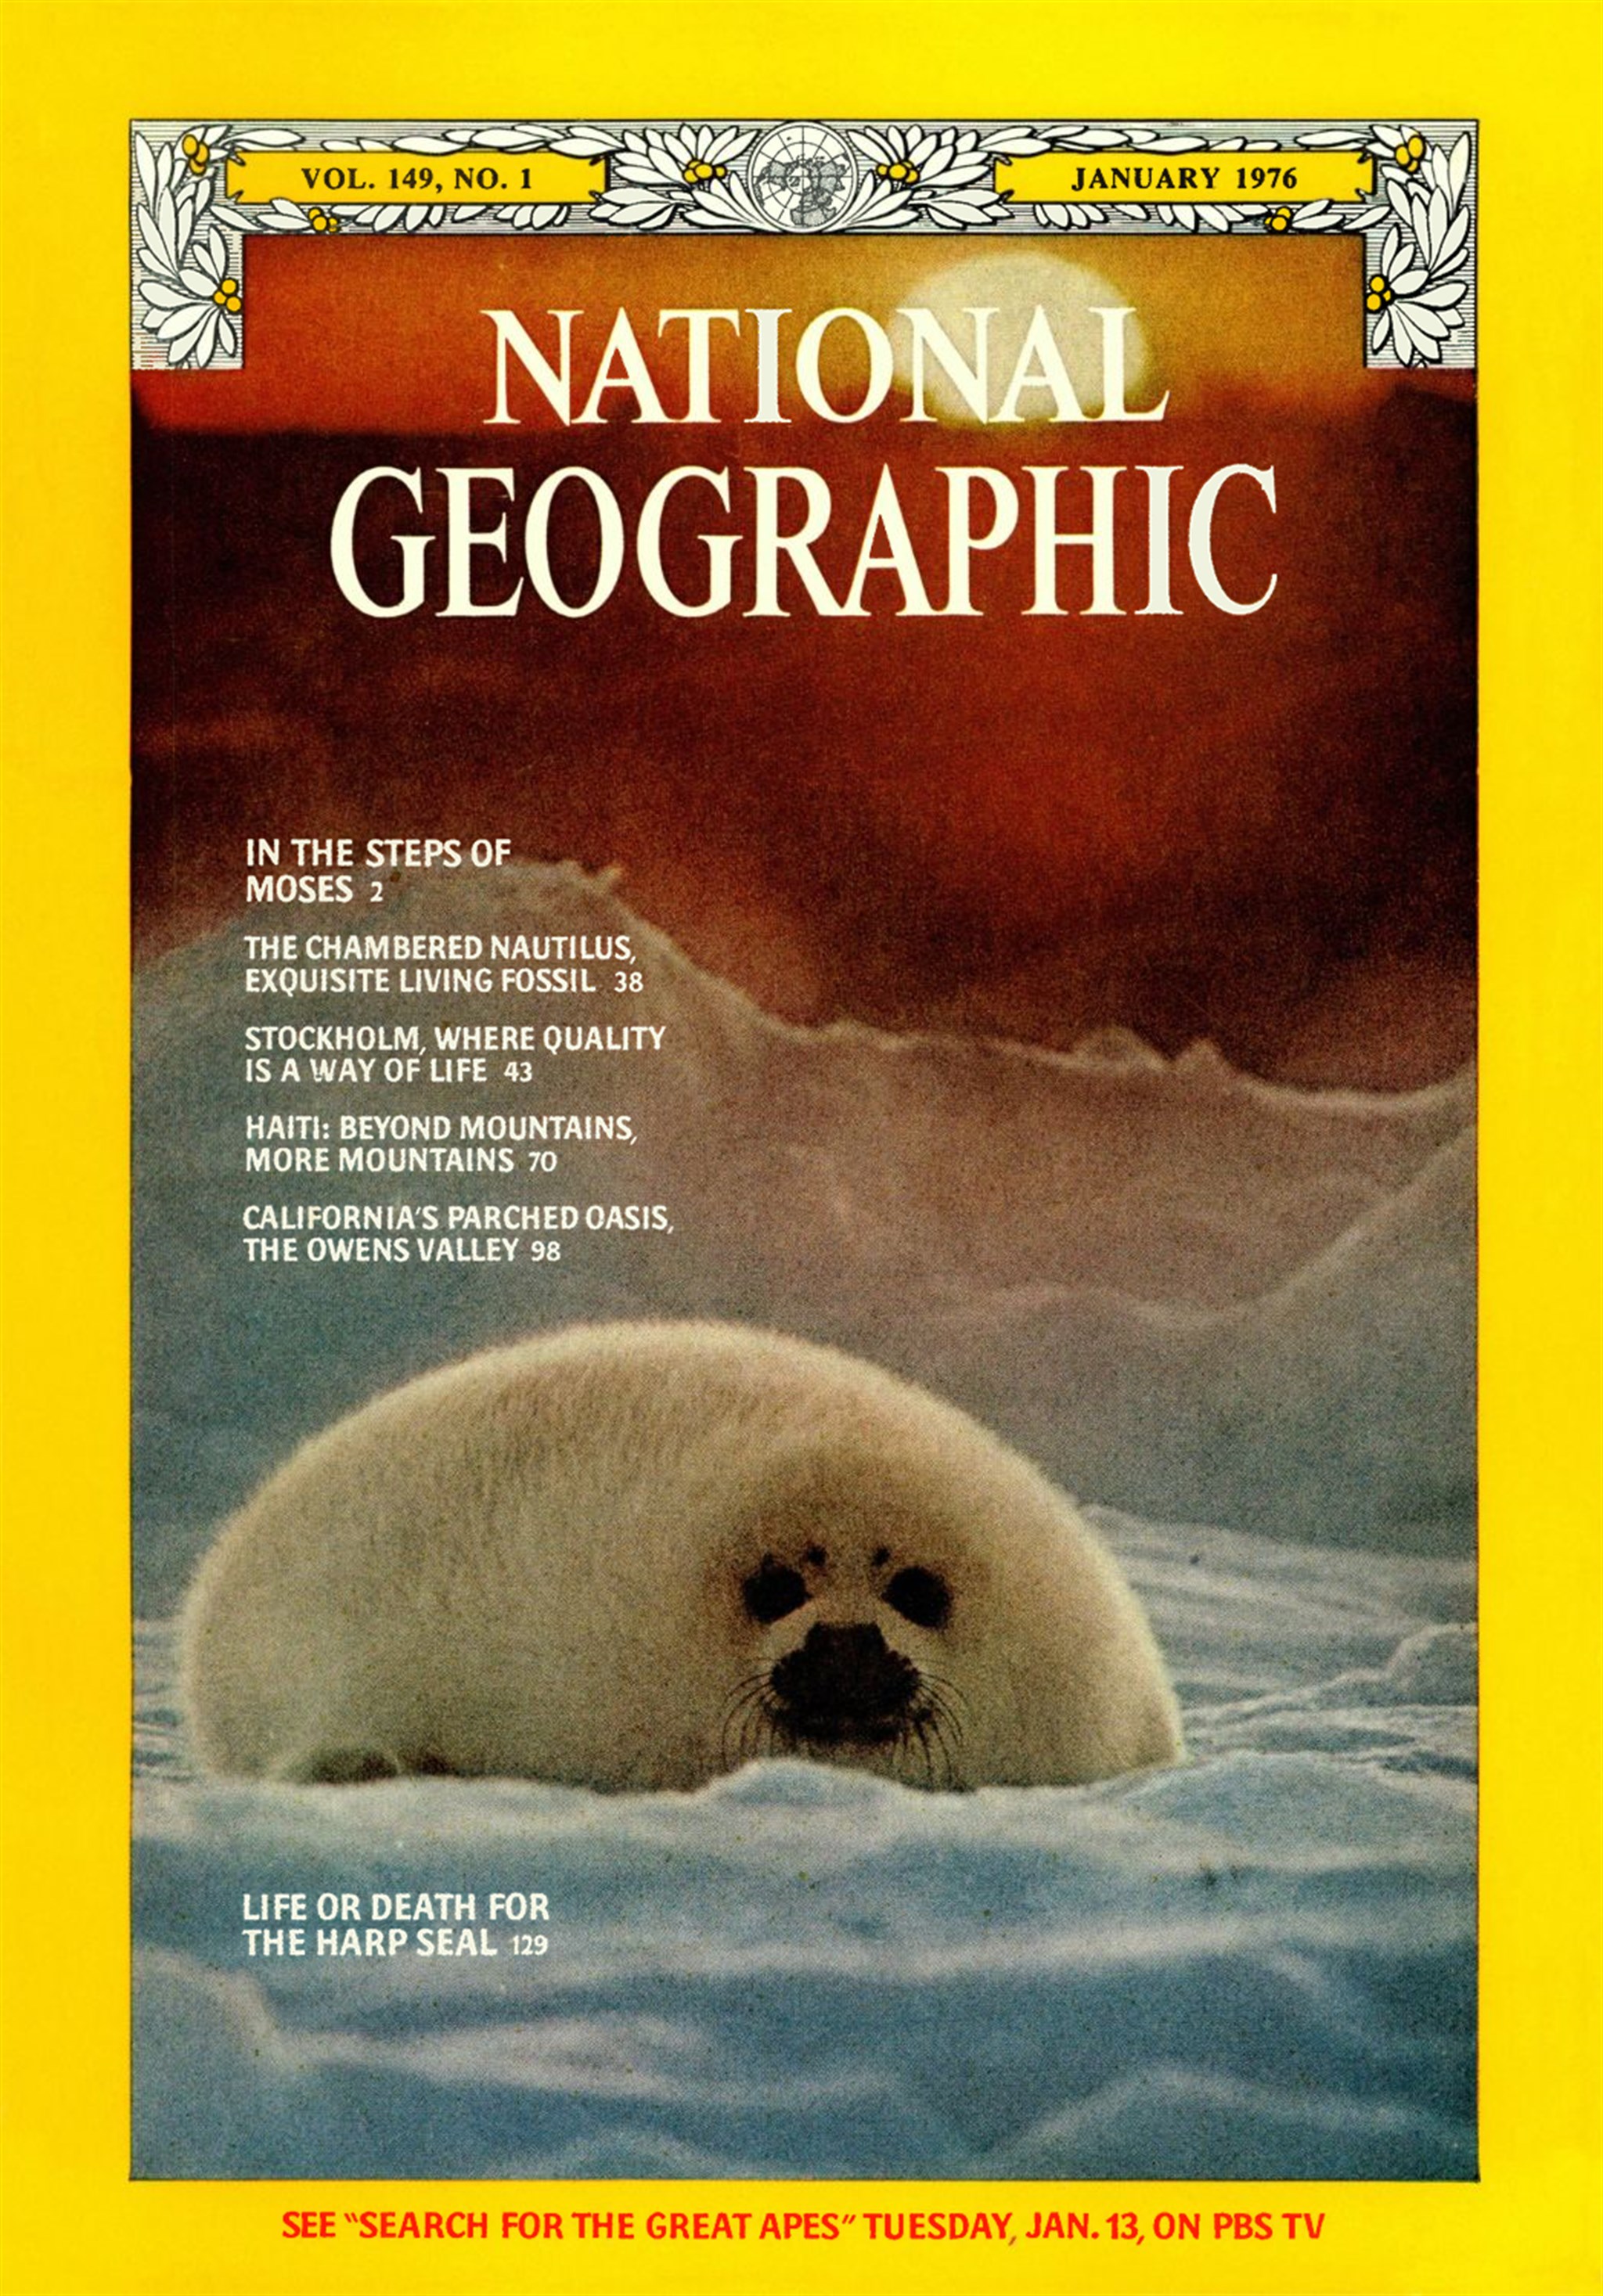 VOL. 149, NO. 1
JANUARY 1976
NATIONAL
GEOGRAPHIC
IN THE STEPS OF
MOSES 2
THE CHAMBERED NAUTILUS,
EXQUISITE LIVING FOSSIL 38
STOCKHOLM, WHERE QUALITY
IS A WAY OF LIFE 43
HAITI: BEYOND MOUNTAINS,
MORE MOUNTAINS 70
CALIFORNIA'S PARCHED OASIS,
THE OWENS VALLEY 98
LIFE OR DEATH FOR
THE HARP SEAL 129
SEE "SEARCH FOR THE GREAT APES" TUESDAY, JAN. 13, ON PBS TV